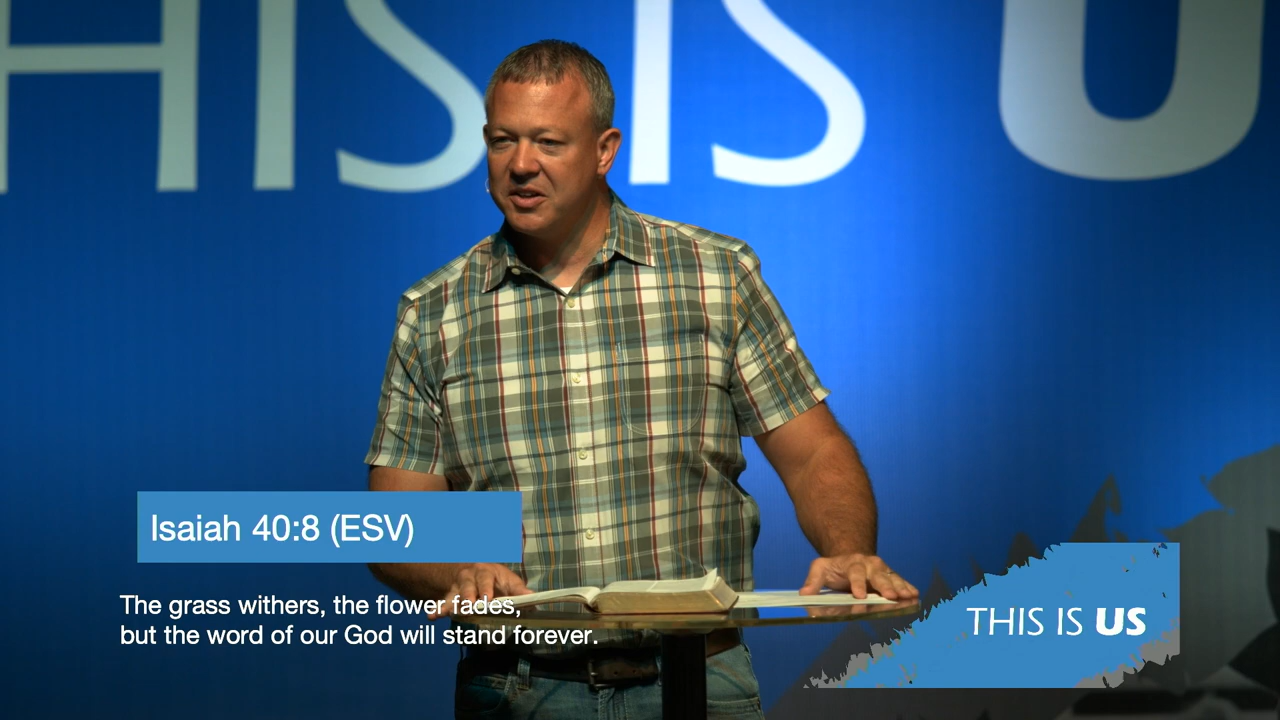 THIS IS U
Isaiah 40:8 (ESV)
The grass withers, the flower fades,
but the word of our God will stand forever.
THIS IS US